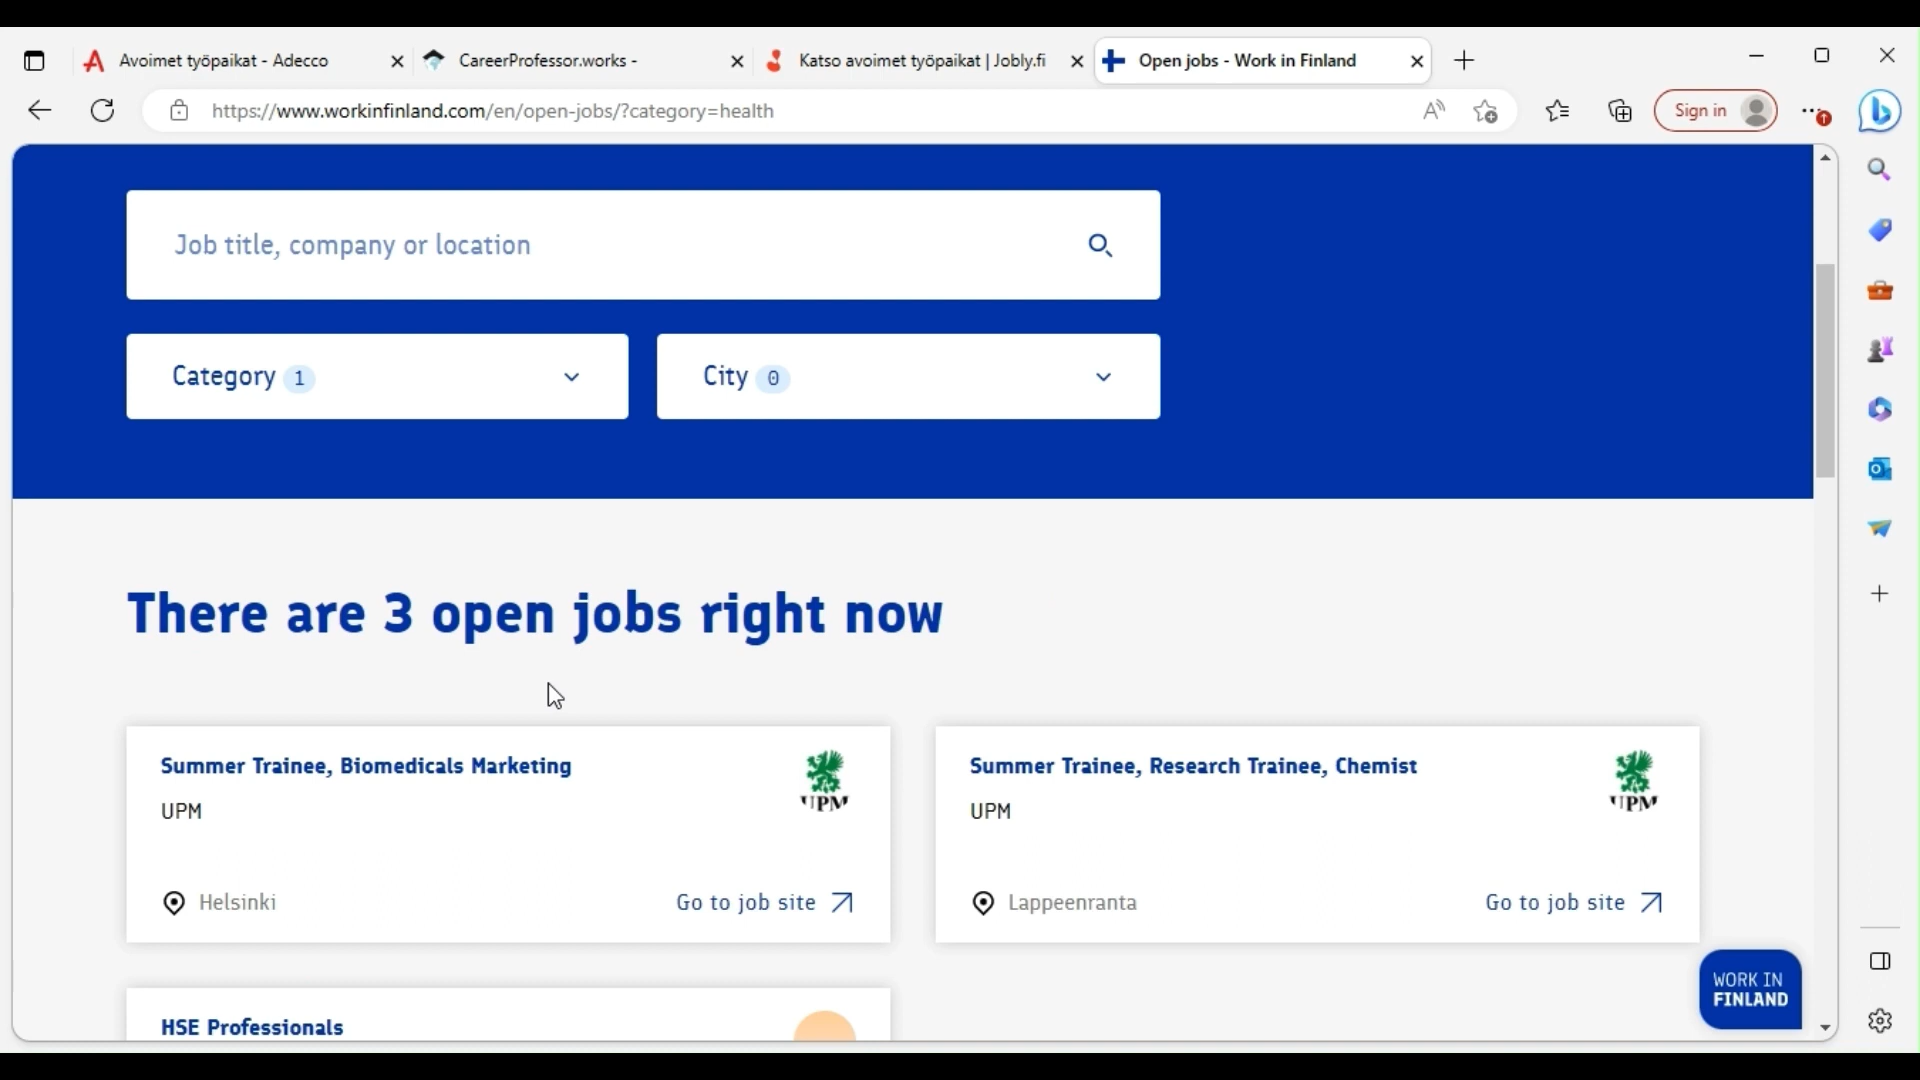 Avoimet työpaikat - Adecco
CareerProfessor.works -
Katso avoimet työpaikat | Jobly.fi
Open jobs - Work in Finland
https://www.workinfinland.com/en/open-jobs/?category=health
Sign in
Job title, company or location
Category 1
City 0
There are 3 open jobs right now
Summer Trainee, Biomedicals Marketing
UPM
UPM
Helsinki
Go to job site
Summer Trainee, Research Trainee, Chemist
UPM
UPM
Lappeenranta
Go to job site
HSE Professionals
WORK IN
FINLAND